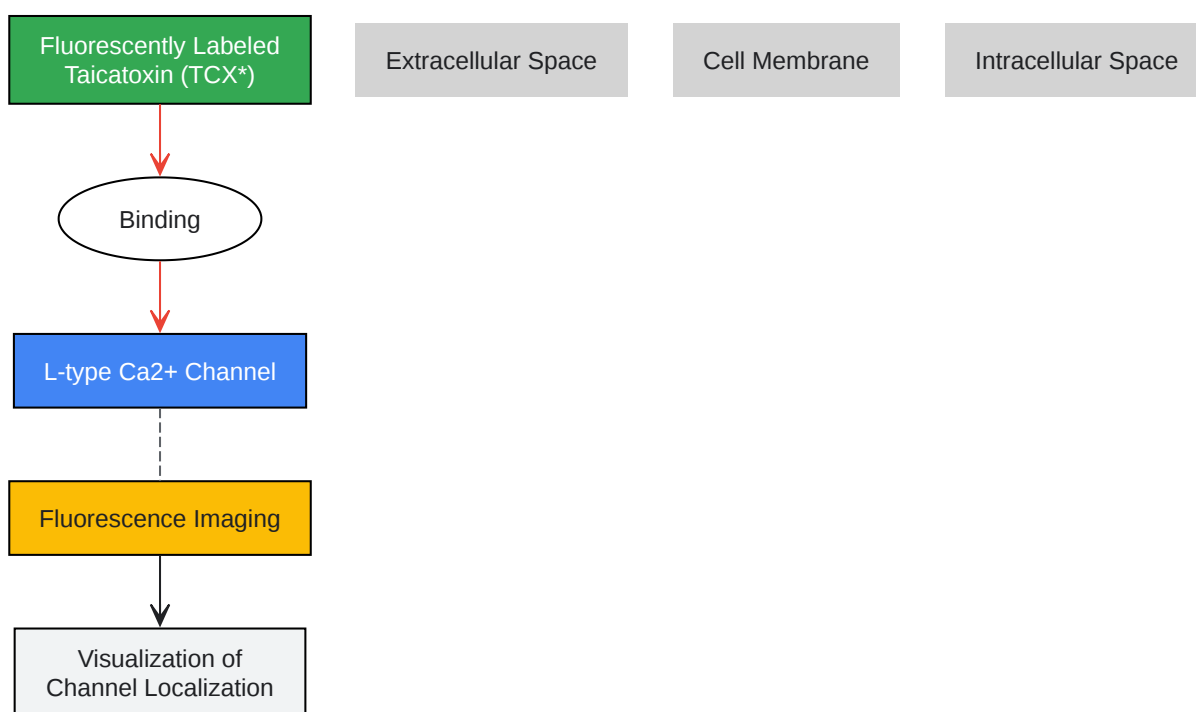 Fluorescently Labeled
Taicatoxin (TCX*)
Extracellular Space
Cell Membrane
Intracellular Space
Binding
L-type Ca2+ Channel
Fluorescence Imaging
Visualization of
Channel Localization